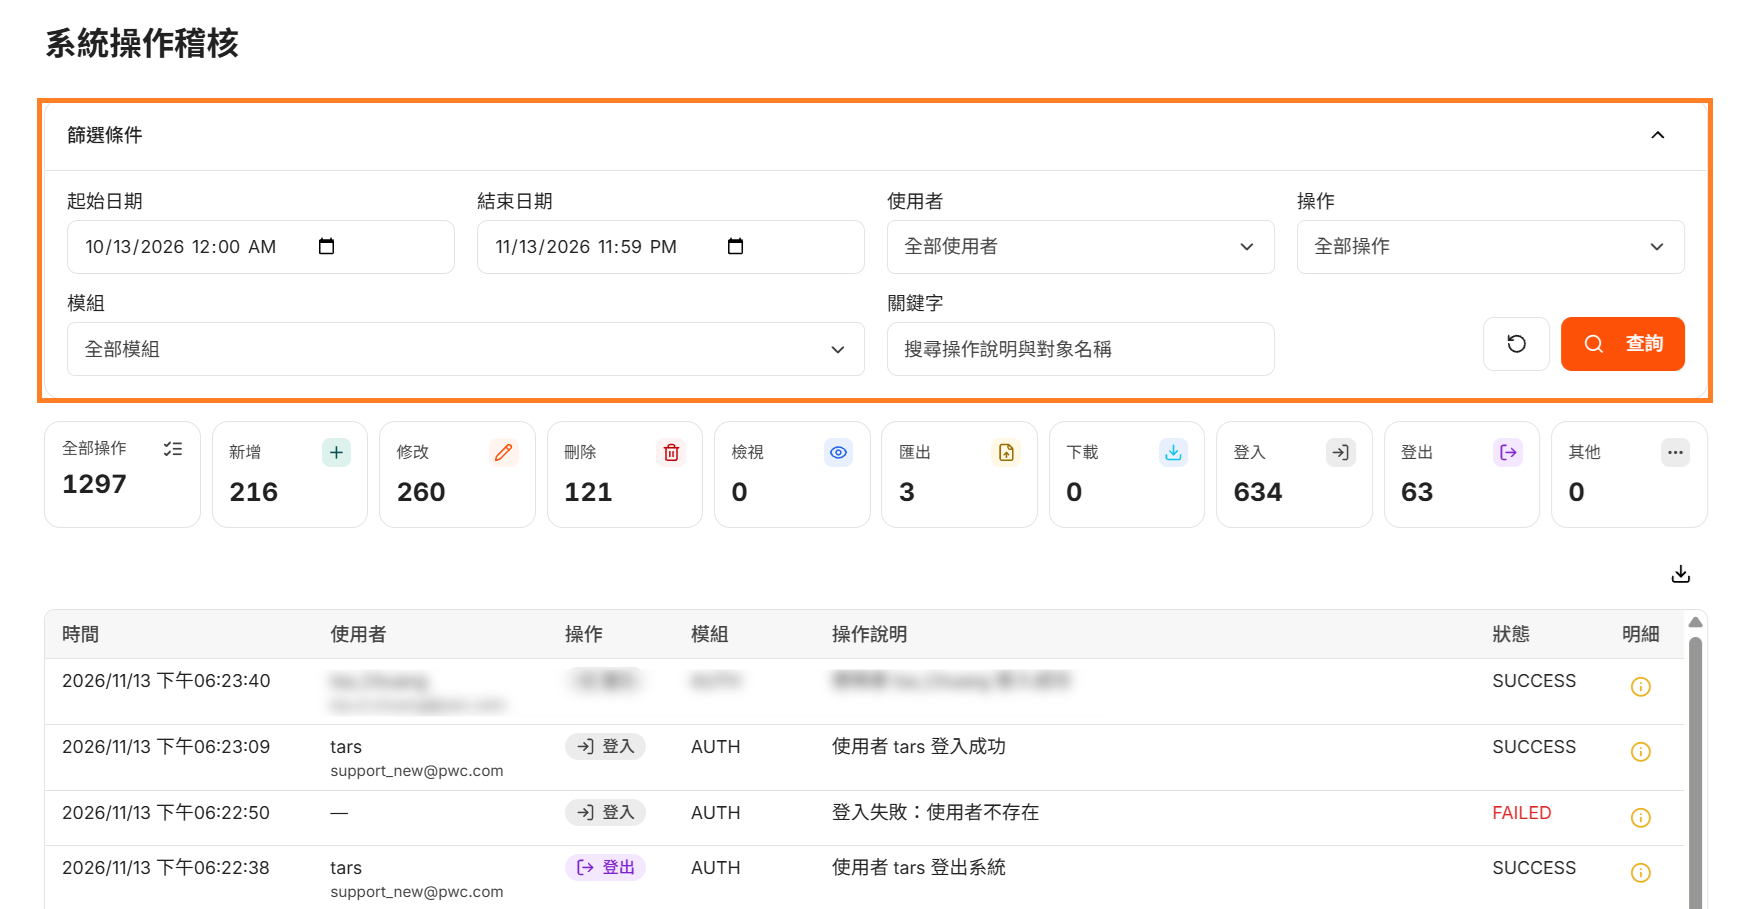 系統操作稽核
篩選條件
起始日期 結束日期 使用者 操作
10/13/2026 12:00 AM 11/13/2026 11:59 PM 全部使用者 全部操作
模組 關鍵字
全部模組 搜尋操作說明與對象名稱 查詢
全部操作 新增 修改 刪除 檢視 匯出 下載 登入 登出 其他
1297 216 260 121 0 3 0 634 63 0
時間 使用者 操作 模組 操作說明 狀態 明細
2026/11/13 下午06:23:40 SUCCESS
2026/11/13 下午06:23:09 tars 登入 AUTH 使用者 tars 登入成功 SUCCESS
support_new@pwc.com
2026/11/13 下午06:22:50 — 登入 AUTH 登入失敗：使用者不存在 FAILED
2026/11/13 下午06:22:38 tars 登出 AUTH 使用者 tars 登出系統 SUCCESS
support_new@pwc.com